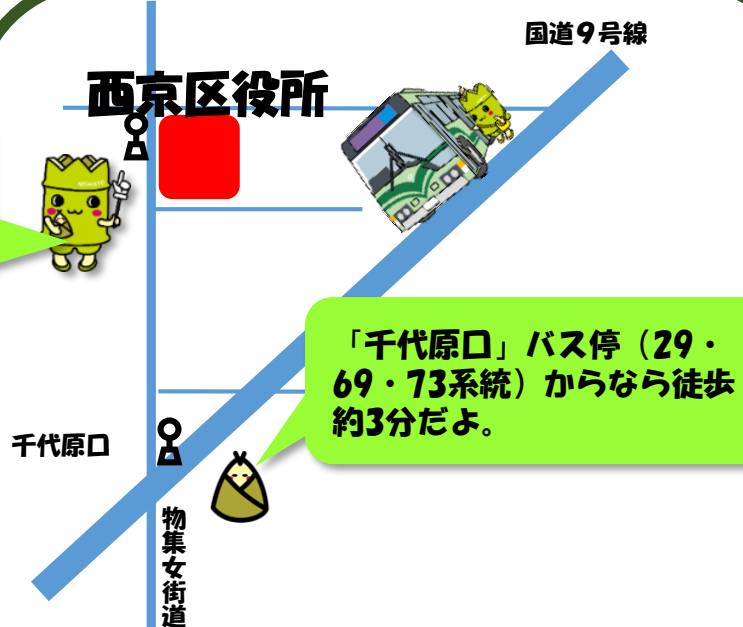 国道9号線
西京区役所
「千代原口」バス停（29・
69・73系統）からなら徒歩
約3分だよ。
千代原口
物集女街道